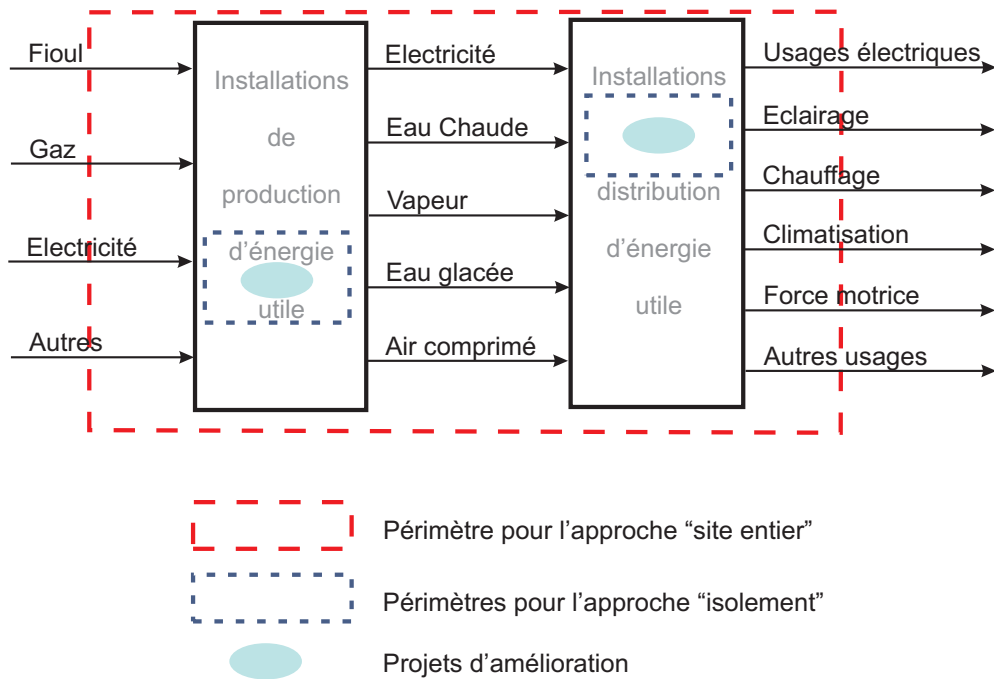 Fioul
Gaz
Electricité
Autres
Installations
de
production
d’énergie
utile
Electricité
Eau Chaude
Vapeur
Eau glacée
Air comprimé
Installations
distribution
d’énergie
utile
Usages électriques
Eclairage
Chauffage
Climatisation
Force motrice
Autres usages
Périmètre pour l’approche “site entier”
Périmètres pour l’approche “isolement”
Projets d’amélioration